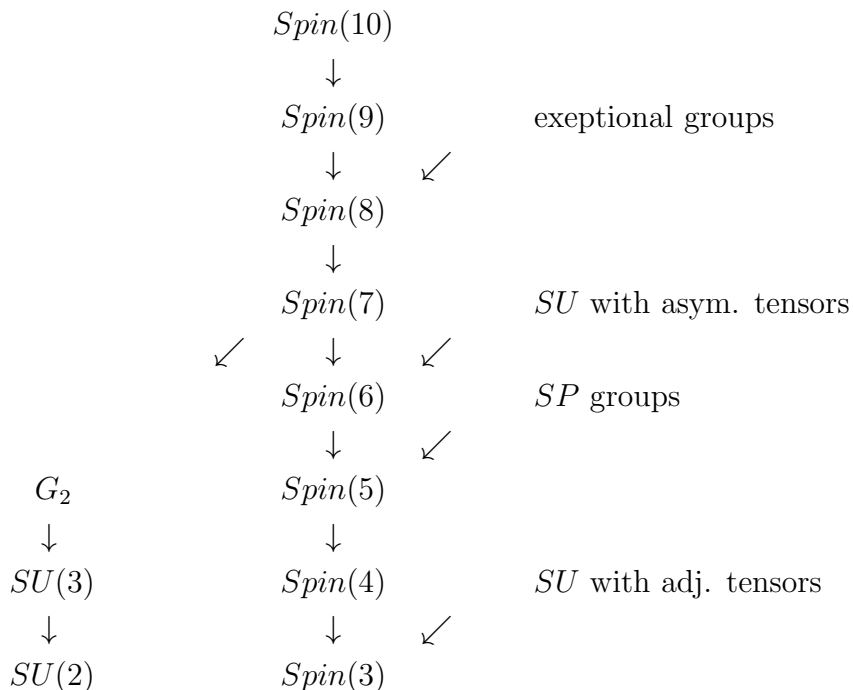 Spin(10)
↓
Spin(9) exeptional groups
↓ ↙
Spin(8)
↓
Spin(7) SU with asym. tensors
↙ ↓ ↙
Spin(6) SP groups
↓ ↙
G₂ Spin(5)
↓ ↓
SU(3) Spin(4) SU with adj. tensors
↓ ↓ ↙
SU(2) Spin(3)